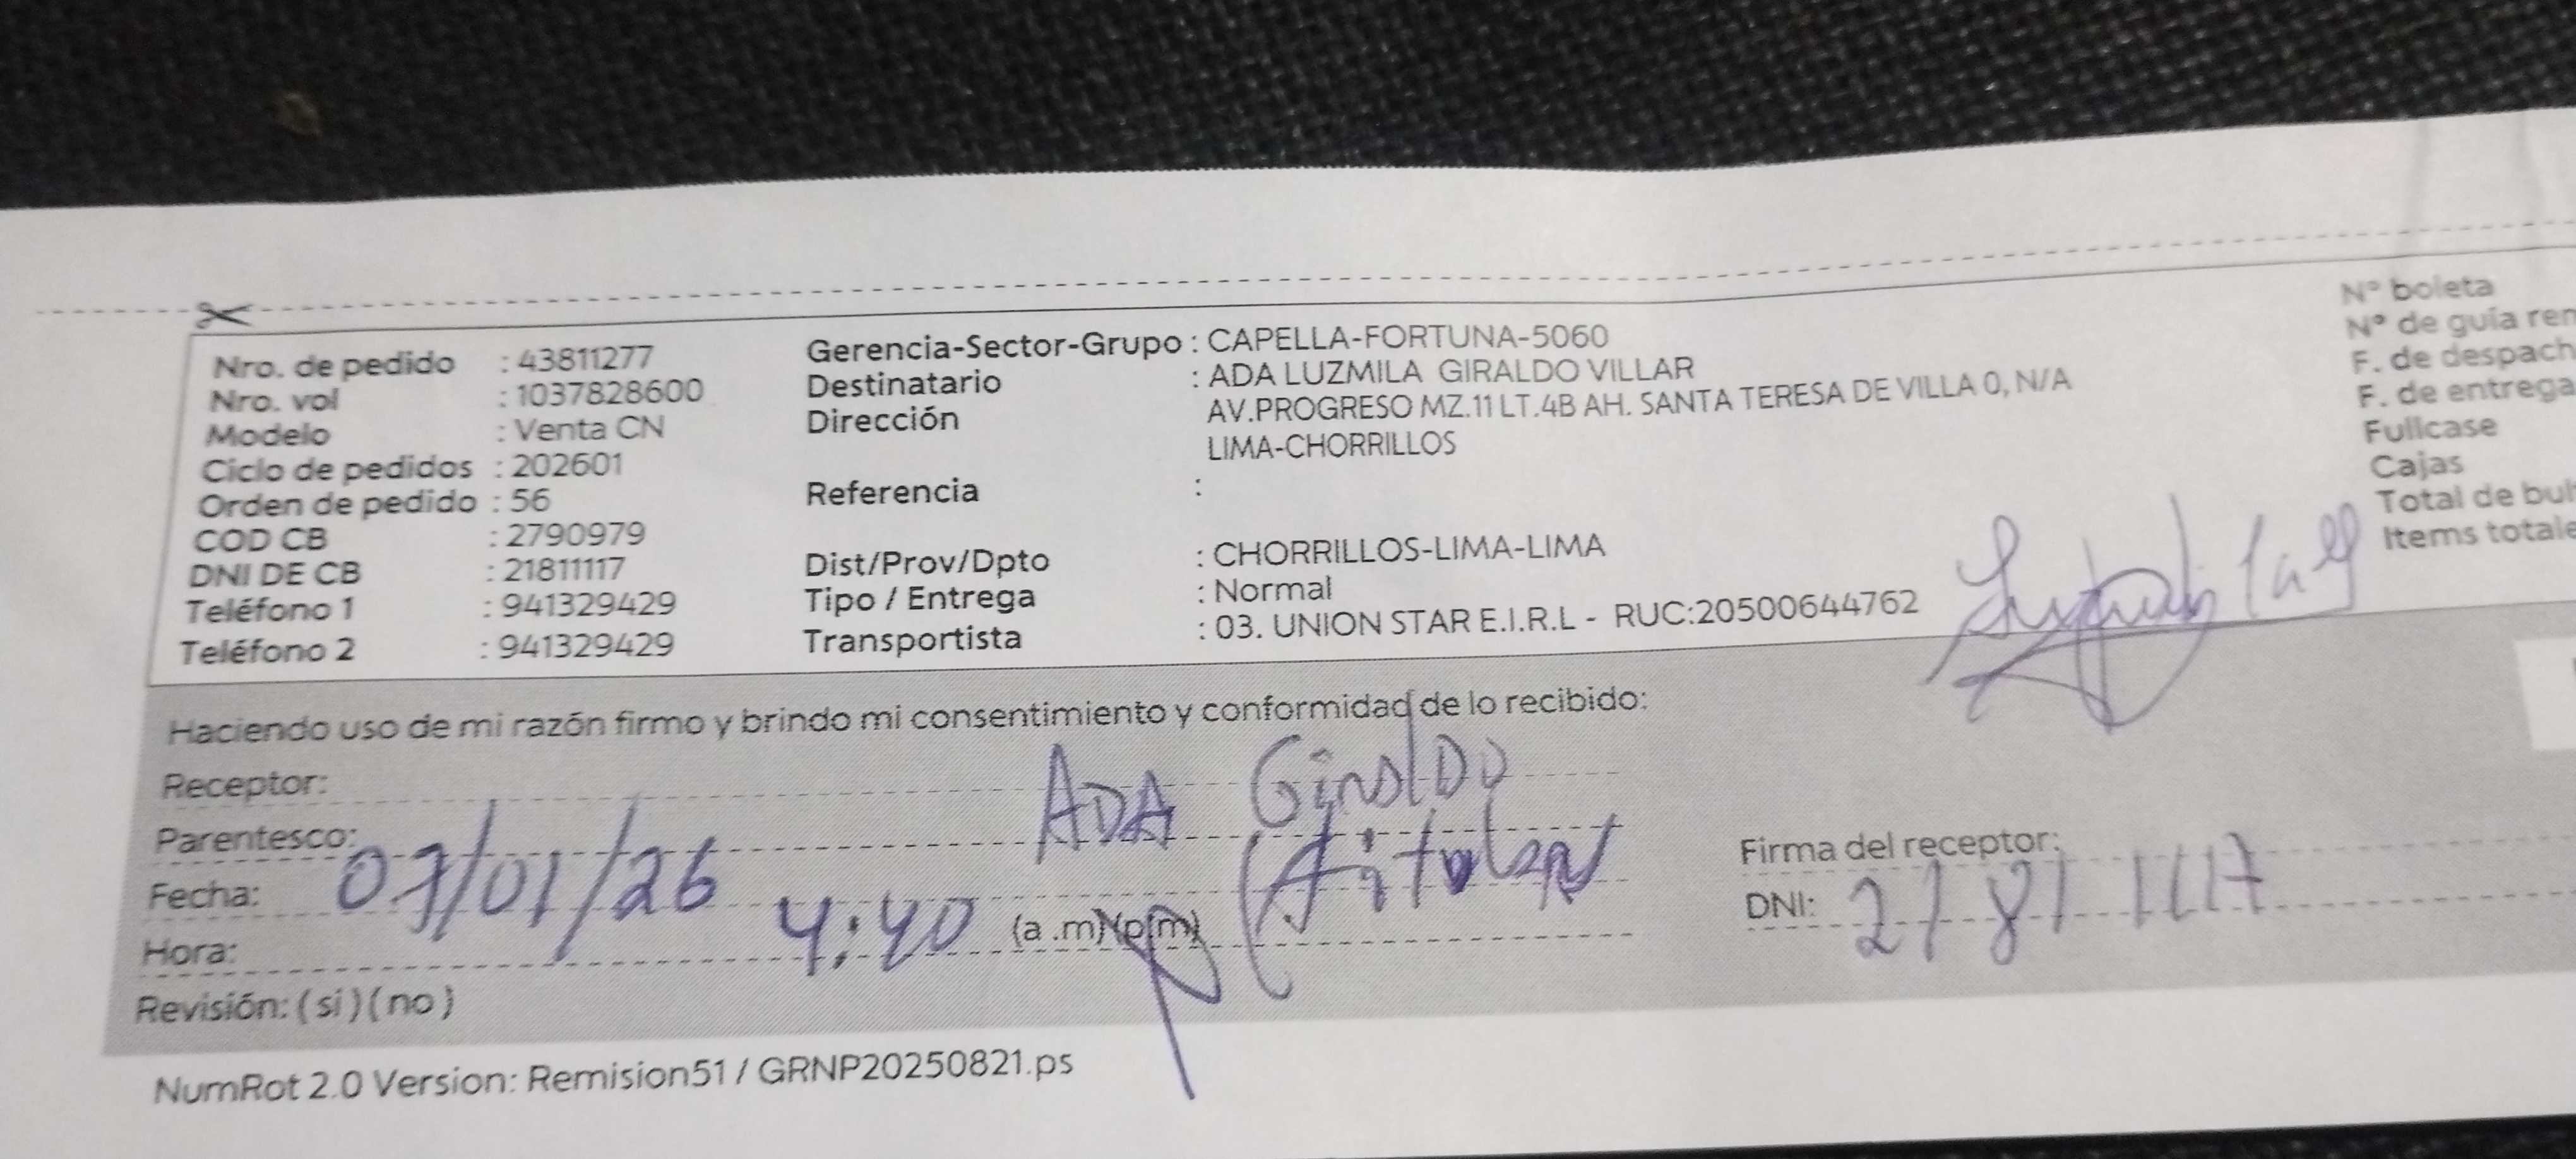 Nro. de pedido : 43811277
Nro. vol : 1037828600
Modelo : Venta CN
Ciclo de pedidos : 202601
Orden de pedido : 56
COD CB : 2790979
DNI DE CB : 21811117
Teléfono 1 : 941329429
Teléfono 2 : 941329429
Gerencia-Sector-Grupo : CAPELLA-FORTUNA-5060
Destinatario : ADA LUZMILA GIRALDO VILLAR
Dirección AV.PROGRESO MZ.11 LT.4B AH. SANTA TERESA DE VILLA 0, N/A
LIMA-CHORRILLOS
Referencia :
Dist/Prov/Dpto : CHORRILLOS-LIMA-LIMA
Tipo / Entrega : Normal
Transportista : 03. UNION STAR E.I.R.L - RUC:20500644762
N° boleta
N° de guía rem
F. de despach
F. de entrega
Fullcase
Cajas
Total de bul
Items totale
Haciendo uso de mi razón firmo y brindo mi consentimiento y conformidad de lo recibido:
Receptor: ADA Giraldo
Parentesco: (titular
Fecha: 07/01/26
Hora: 4:40 (a .m) (p.m)
Revisión: ( si ) ( no )
Firma del receptor:
DNI: 21811117
NumRot 2.0 Version: Remision51 / GRNP20250821.ps